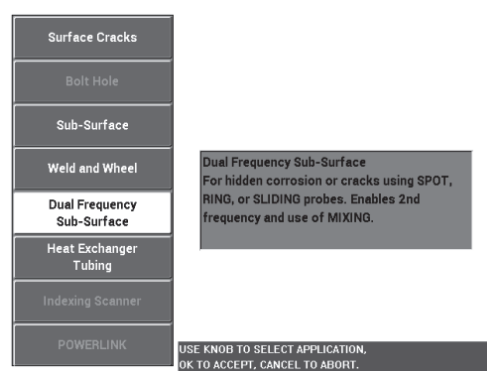 Surface Cracks
Bolt Hole
Sub-Surface
Weld and Wheel
Dual Frequency
Sub-Surface
Heat Exchanger
Tubing
Indexing Scanner
POWERLINK
Dual Frequency Sub-Surface
For hidden corrosion or cracks using SPOT,
RING, or SLIDING probes. Enables 2nd
frequency and use of MIXING.
USE KNOB TO SELECT APPLICATION,
OK TO ACCEPT, CANCEL TO ABORT.